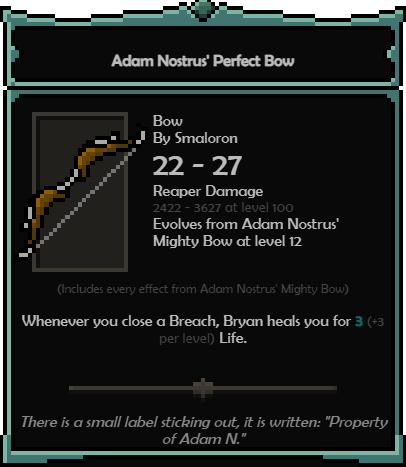 Adam Nostrus' Perfect Bow
Bow
By Smaloron
22 - 27
Reaper Damage
2422 - 3627 at level 100
Evolves from Adam Nostrus'
Mighty Bow at level 12
(Includes every effect from Adam Nostrus' Mighty Bow)
Whenever you close a Breach, Bryan heals you for 3 (+3
per level) Life.
There is a small label sticking out, it is written: "Property
of Adam N."